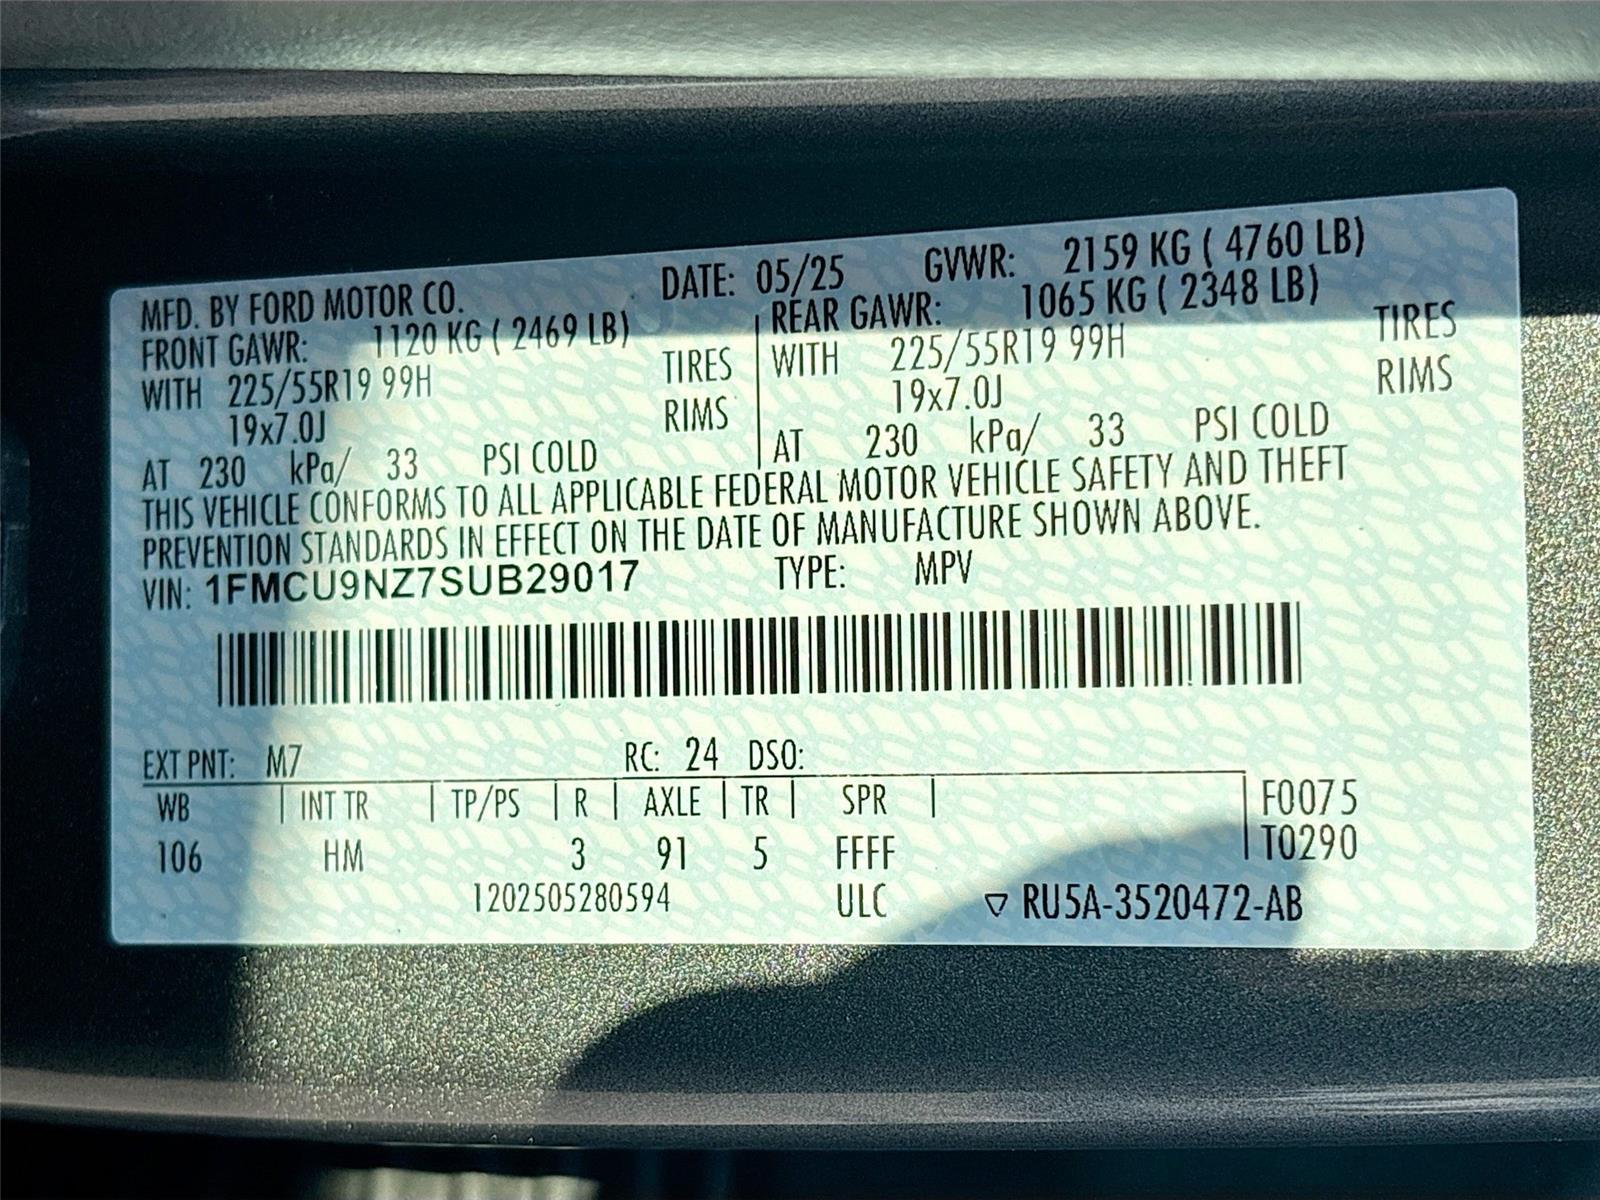 MFD. BY FORD MOTOR CO. DATE: 05/25 GVWR: 2159 KG ( 4760 LB)
FRONT GAWR: 1120 KG ( 2469 LB) REAR GAWR: 1065 KG ( 2348 LB)
WITH 225/55R19 99H TIRES WITH 225/55R19 99H TIRES
19x7.0J RIMS 19x7.0J RIMS
AT 230 kPa/ 33 PSI COLD AT 230 kPa/ 33 PSI COLD
THIS VEHICLE CONFORMS TO ALL APPLICABLE FEDERAL MOTOR VEHICLE SAFETY AND THEFT
PREVENTION STANDARDS IN EFFECT ON THE DATE OF MANUFACTURE SHOWN ABOVE.
VIN: 1FMCU9NZ7SUB29017 TYPE: MPV
EXT PNT: M7 RC: 24 DSO:
WB | INT TR | TP/PS | R | AXLE | TR | SPR | F0075
106 HM 3 91 5 FFFF T0290
1202505280594 ULC ▽ RU5A-3520472-AB